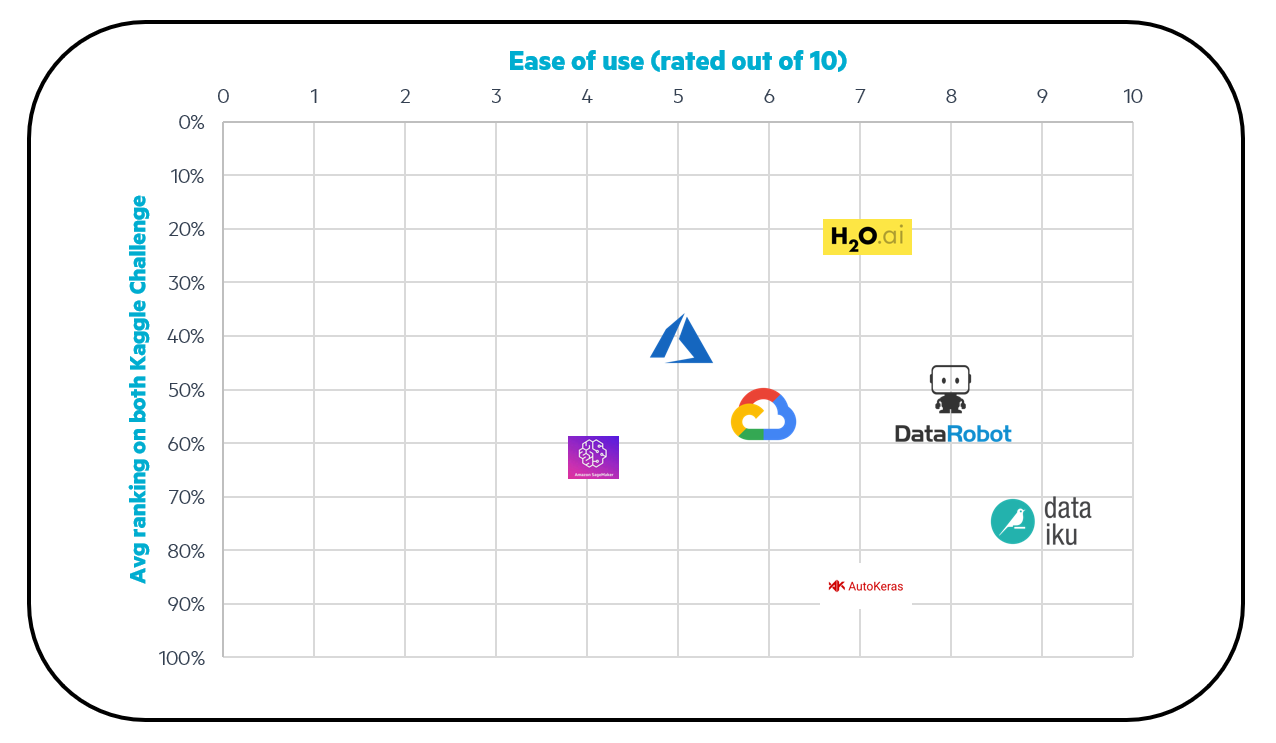 Ease of use (rated out of 10)
0 1 2 3 4 5 6 7 8 9 10
Avg ranking on both Kaggle Challenge
0%
10%
20%
30%
40%
50%
60%
70%
80%
90%
100%
H2O.ai
DataRobot
Amazon SageMaker
data
iku
AutoKeras